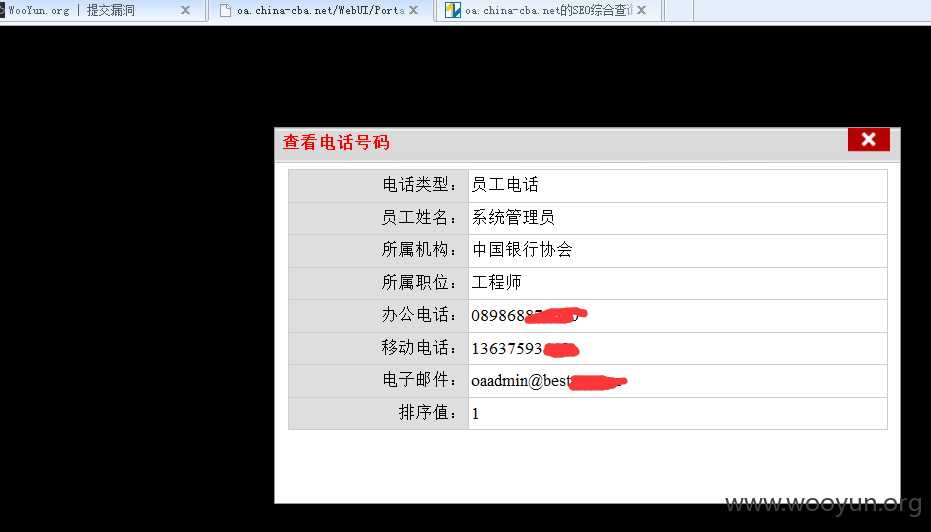 WooYun.org | 提交漏洞
oa.china-cba.net/WebUI/Porta
oa.china-cba.net的SEO综合查询
查看电话号码
电话类型： 员工电话
员工姓名： 系统管理员
所属机构： 中国银行协会
所属职位： 工程师
办公电话： 0898688
移动电话： 13637593
电子邮件： oaadmin@best
排序值： 1
www.wooyun.org